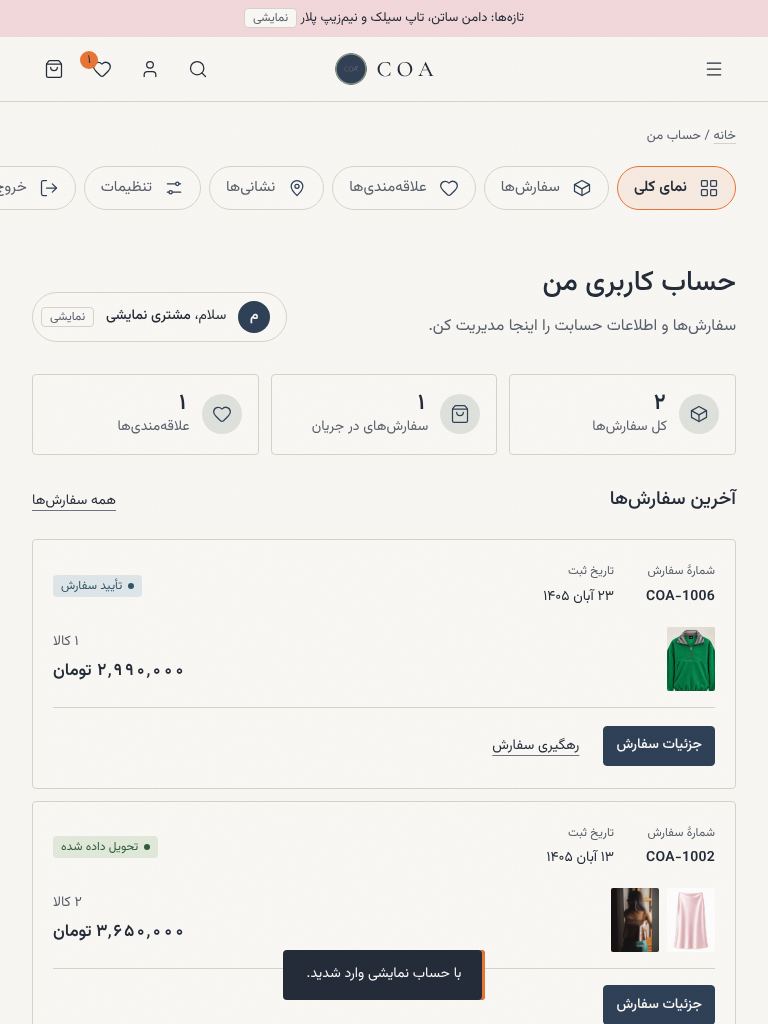 تازه‌ها: دامن ساتن، تاپ سیلک و نیم‌زیپ پلار نمایشی
COA
۱
خانه / حساب من
نمای کلی
سفارش‌ها
علاقه‌مندی‌ها
نشانی‌ها
تنظیمات
خروج
حساب کاربری من
سفارش‌ها و اطلاعات حسابت را اینجا مدیریت کن.
م سلام، مشتری نمایشی نمایشی
۲
کل سفارش‌ها
۱
سفارش‌های در جریان
۱
علاقه‌مندی‌ها
آخرین سفارش‌ها
همه سفارش‌ها
شمارهٔ سفارش
COA-1006
تاریخ ثبت
۲۳ آبان ۱۴۰۵
تأیید سفارش
۱ کالا
۲,۹۹۰,۰۰۰ تومان
جزئیات سفارش
رهگیری سفارش
شمارهٔ سفارش
COA-1002
تاریخ ثبت
۱۳ آبان ۱۴۰۵
تحویل داده شده
۲ کالا
۳,۶۵۰,۰۰۰ تومان
با حساب نمایشی وارد شدید.
جزئیات سفارش